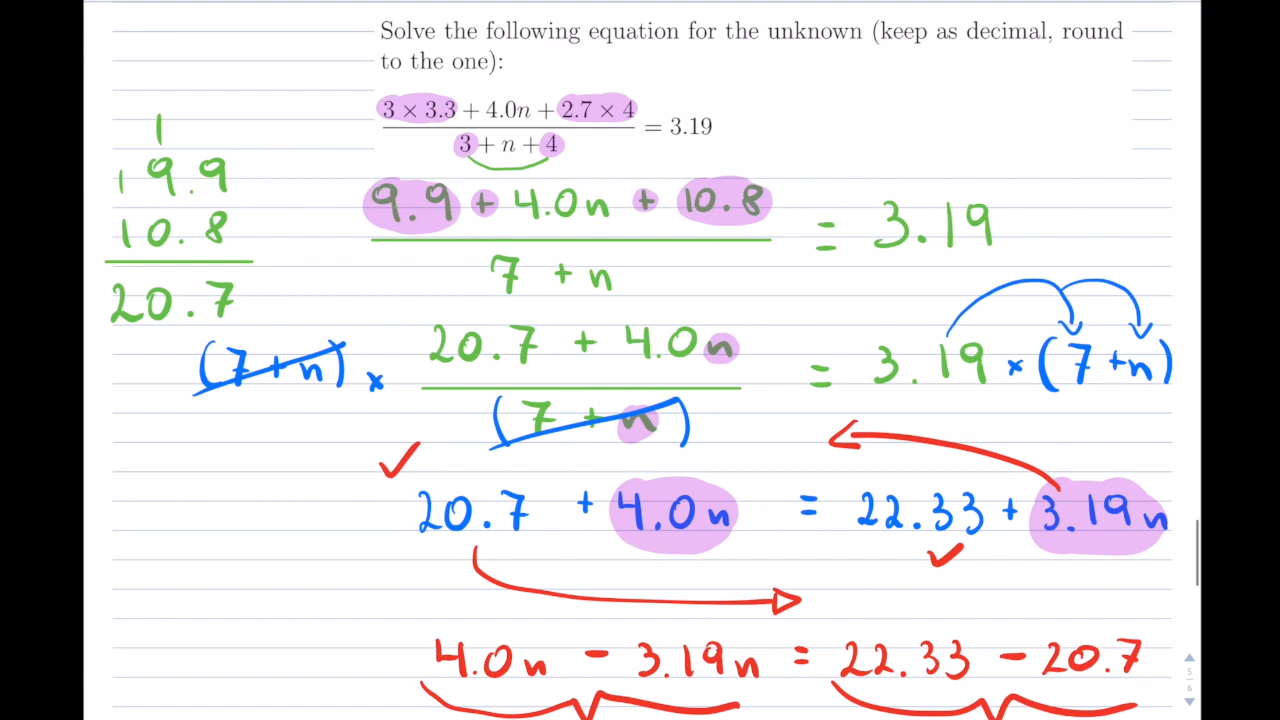 Solve the following equation for the unknown (keep as decimal, round
to the one):
3 × 3.3 + 4.0n + 2.7 × 4
3 + n + 4
= 3.19
1
19.9
10.8
20.7
9.9 + 4.0n + 10.8
7 + n
= 3.19
(7 + n) ×
20.7 + 4.0n
(7 + n)
= 3.19 × (7 + n)
✓
20.7 + 4.0n = 22.33 + 3.19n
✓
4.0n - 3.19n = 22.33 - 20.7
5
6